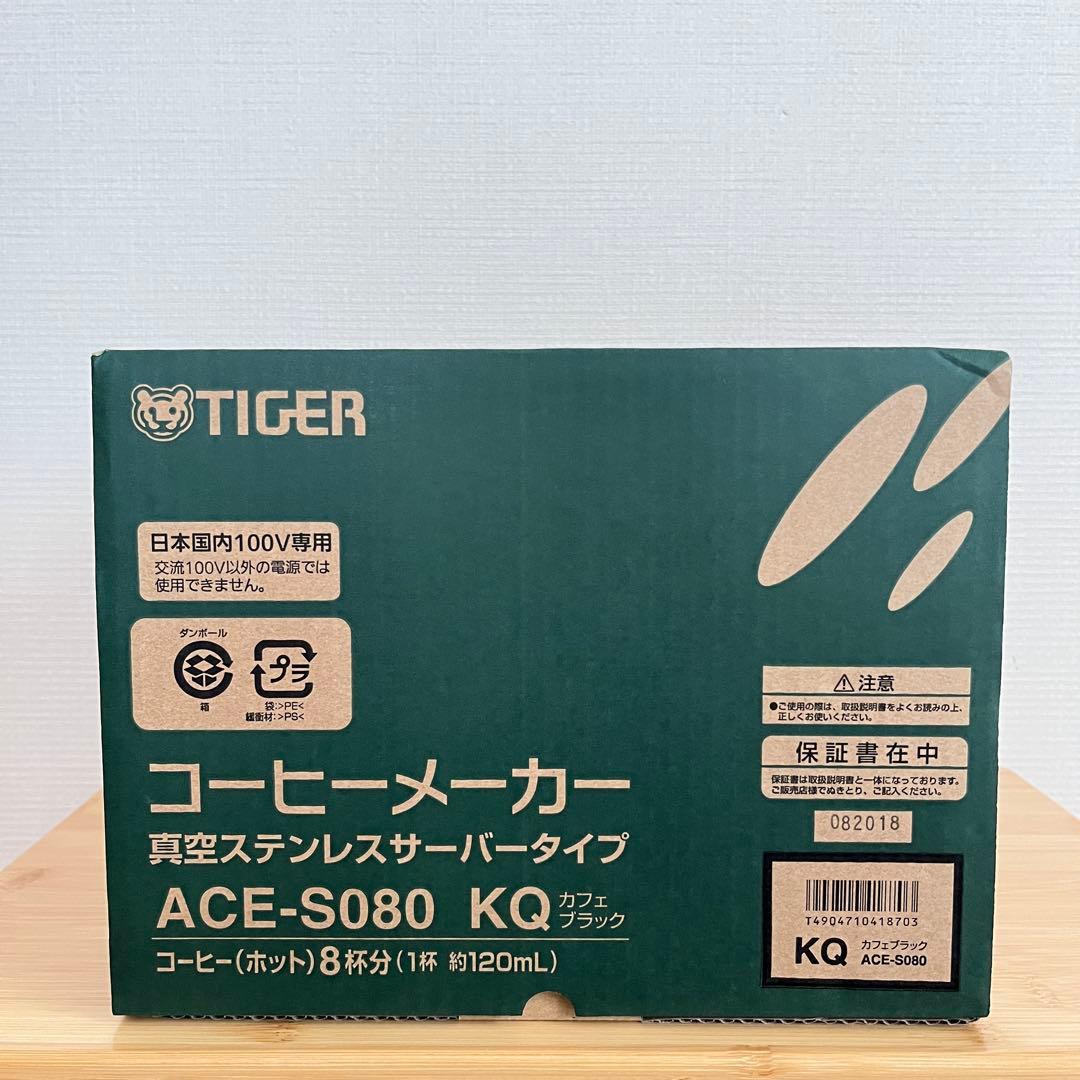 TIGER
日本国内100V専用
交流100V以外の電源では
使用できません。
ダンボール
箱
プラ
袋:>PE<
緩衝材:>PS<
コーヒーメーカー
真空ステンレスサーバータイプ
ACE-S080 KQ カフェ
ブラック
コーヒー(ホット)8杯分(1杯 約120mL)
⚠注意
●ご使用の際は、取扱説明書をよくお読みの上、
正しくお使いください。
保証書在中
保証書は取扱説明書と一体になっております。
ご販売店様でぬきとり、ご記入ください。
082018
T4904710418703
KQ カフェブラック
ACE-S080